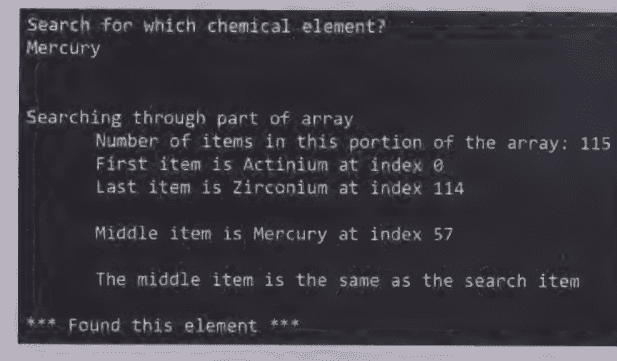 Search for which chemical element?
Mercury
Searching through part of array
Number of items in this portion of the array: 115
First item is Actinium at index 0
Last item is Zirconium at index 114
Middle item is Mercury at index 57
The middle item is the same as the search item
*** Found this element ***